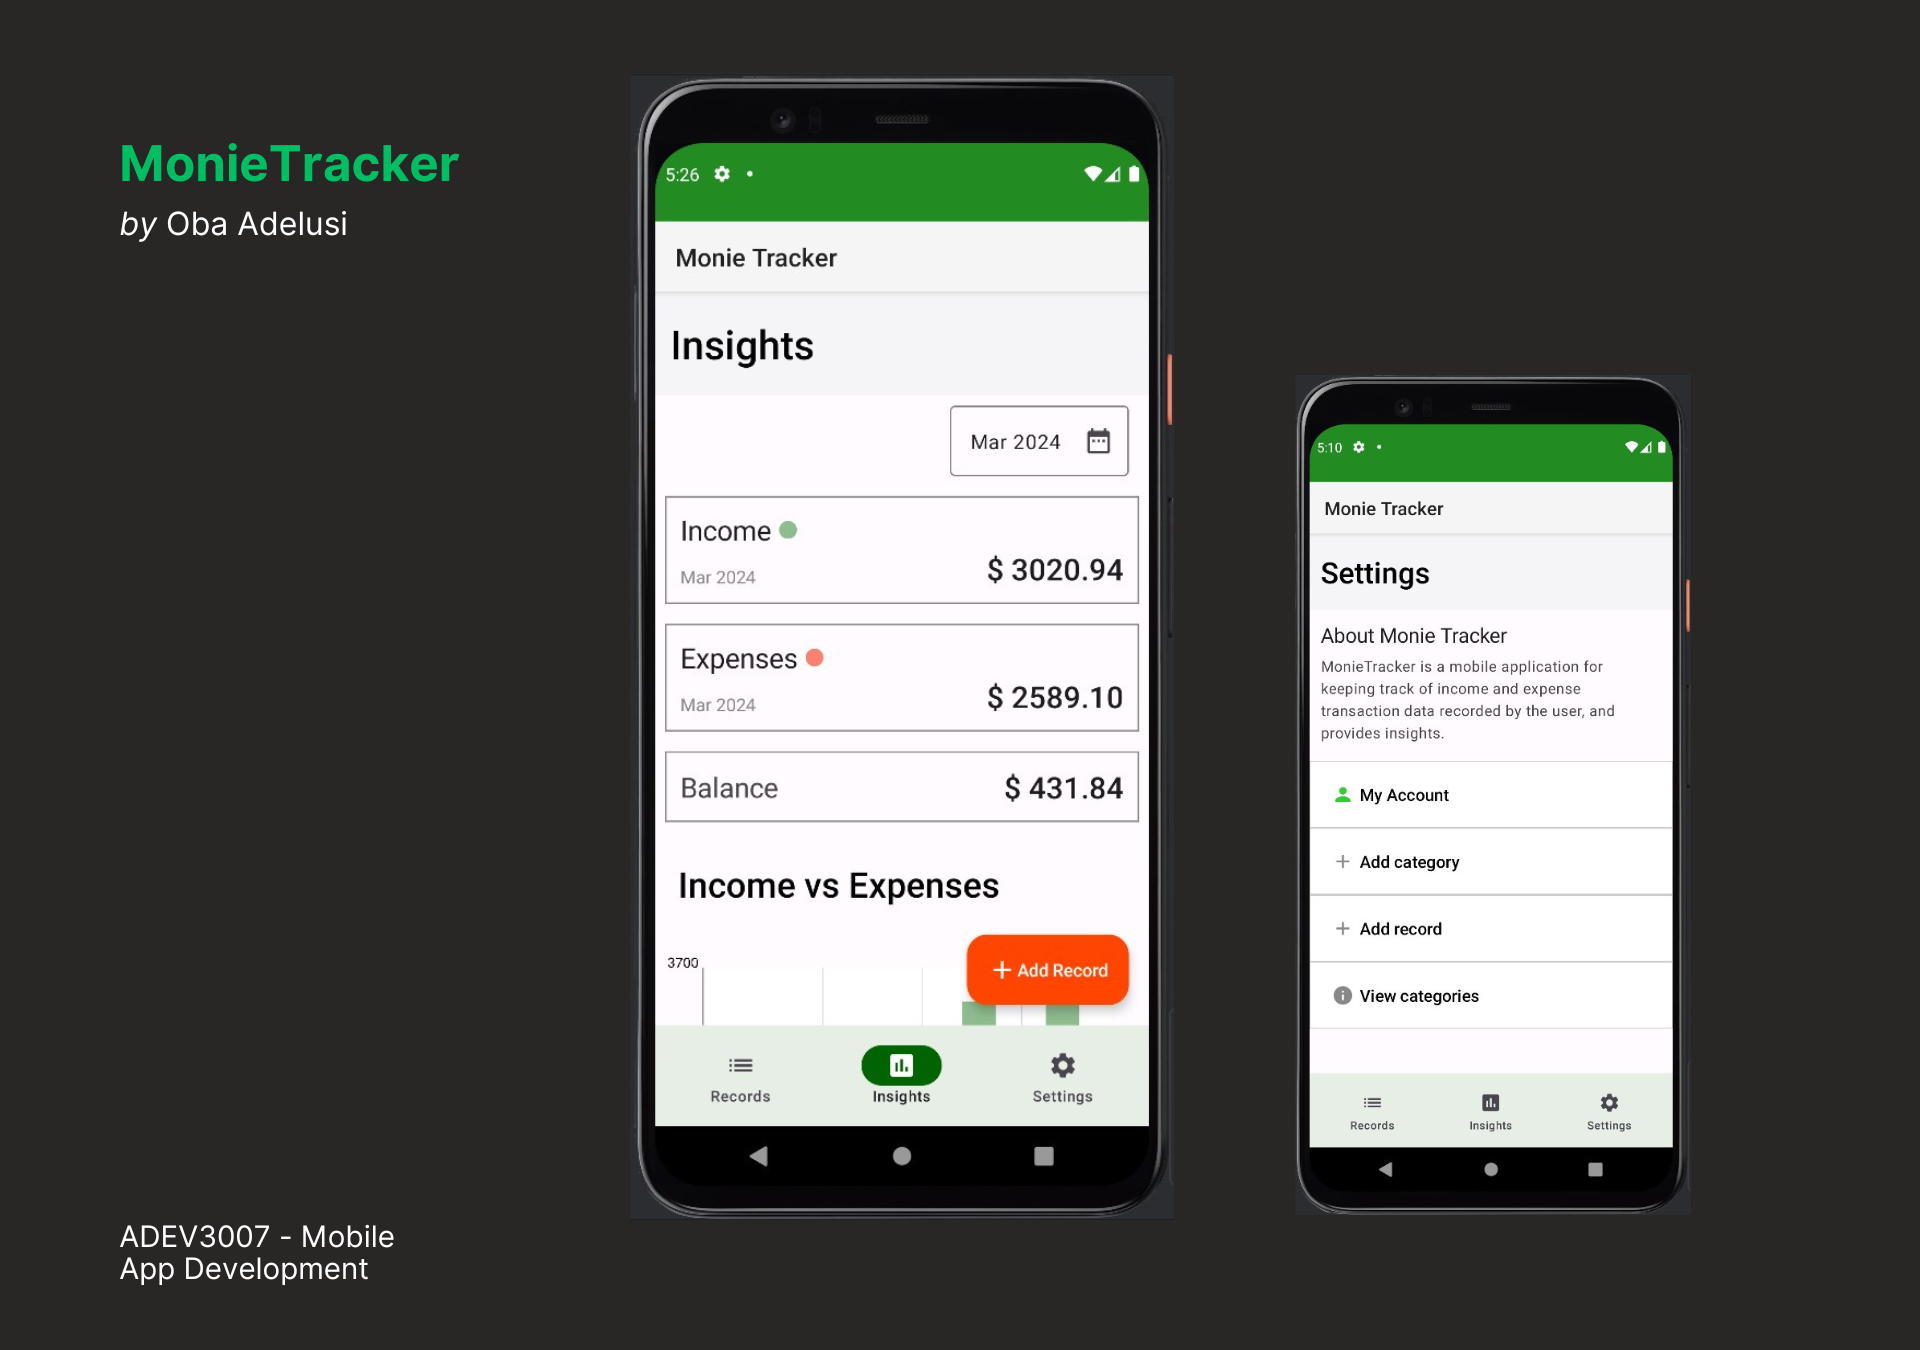 MonieTracker
by Oba Adelusi
5:26
Monie Tracker
Insights
Mar 2024
Income
Mar 2024
$ 3020.94
Expenses
Mar 2024
$ 2589.10
Balance
$ 431.84
Income vs Expenses
3700
+ Add Record
Records
Insights
Settings
5:10
Monie Tracker
Settings
About Monie Tracker
MonieTracker is a mobile application for
keeping track of income and expense
transaction data recorded by the user, and
provides insights.
My Account
+ Add category
+ Add record
View categories
Records
Insights
Settings
ADEV3007 - Mobile
App Development